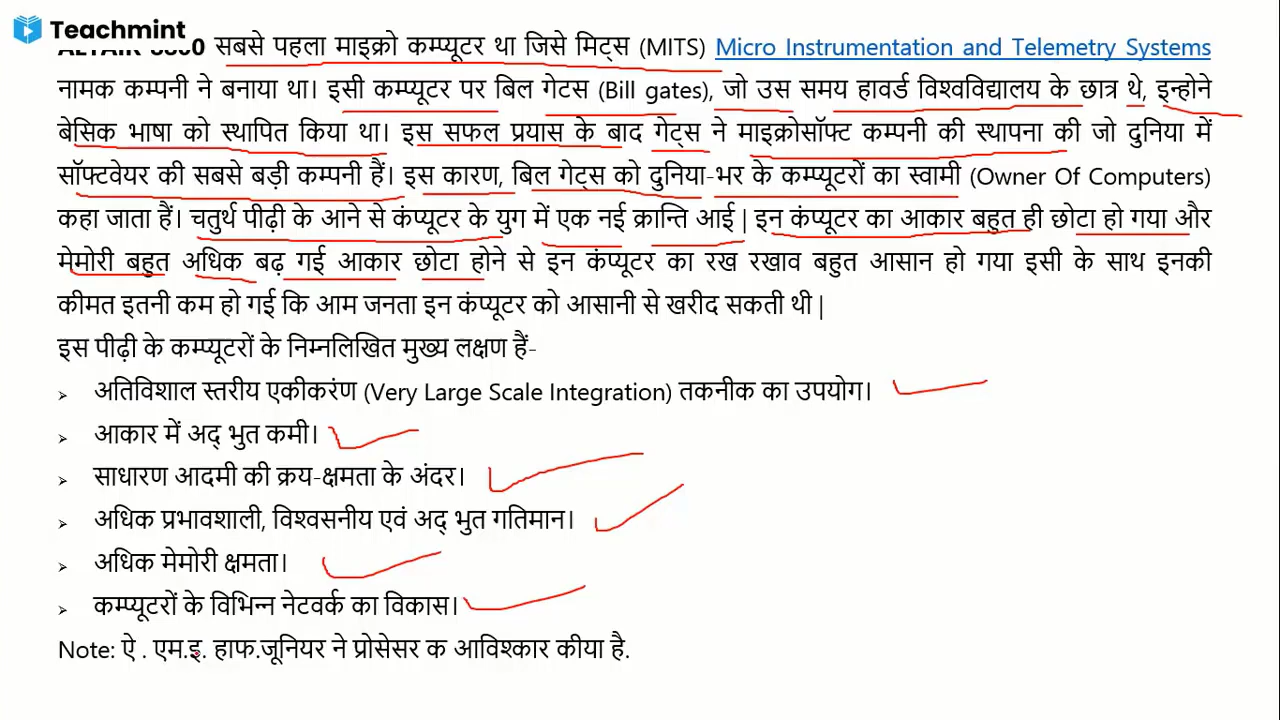 Teachmint
सबसे पहला माइक्रो कम्प्यूटर था जिसे मिट्स (MITS) Micro Instrumentation and Telemetry Systems
नामक कम्पनी ने बनाया था। इसी कम्प्यूटर पर बिल गेटस (Bill gates), जो उस समय हावर्ड विश्वविद्यालय के छात्र थे, इन्होने
बेसिक भाषा को स्थापित किया था। इस सफल प्रयास के बाद गेट्स ने माइक्रोसॉफ्ट कम्पनी की स्थापना की जो दुनिया में
सॉफ्टवेयर की सबसे बड़ी कम्पनी हैं। इस कारण, बिल गेट्स को दुनिया-भर के कम्प्यूटरों का स्वामी (Owner Of Computers)
कहा जाता हैं। चतुर्थ पीढ़ी के आने से कंप्यूटर के युग में एक नई क्रान्ति आई | इन कंप्यूटर का आकार बहुत ही छोटा हो गया और
मेमोरी बहुत अधिक बढ़ गई आकार छोटा होने से इन कंप्यूटर का रख रखाव बहुत आसान हो गया इसी के साथ इनकी
कीमत इतनी कम हो गई कि आम जनता इन कंप्यूटर को आसानी से खरीद सकती थी |
इस पीढ़ी के कम्प्यूटरों के निम्नलिखित मुख्य लक्षण हैं-
➢ अतिविशाल स्तरीय एकीकरंण (Very Large Scale Integration) तकनीक का उपयोग।
➢ आकार में अद् भुत कमी।
➢ साधारण आदमी की क्रय-क्षमता के अंदर।
➢ अधिक प्रभावशाली, विश्वसनीय एवं अद् भुत गतिमान।
➢ अधिक मेमोरी क्षमता।
➢ कम्प्यूटरों के विभिन्न नेटवर्क का विकास।
Note: ऐ . एम.इ. हाफ.जूनियर ने प्रोसेसर क आविश्कार कीया है.